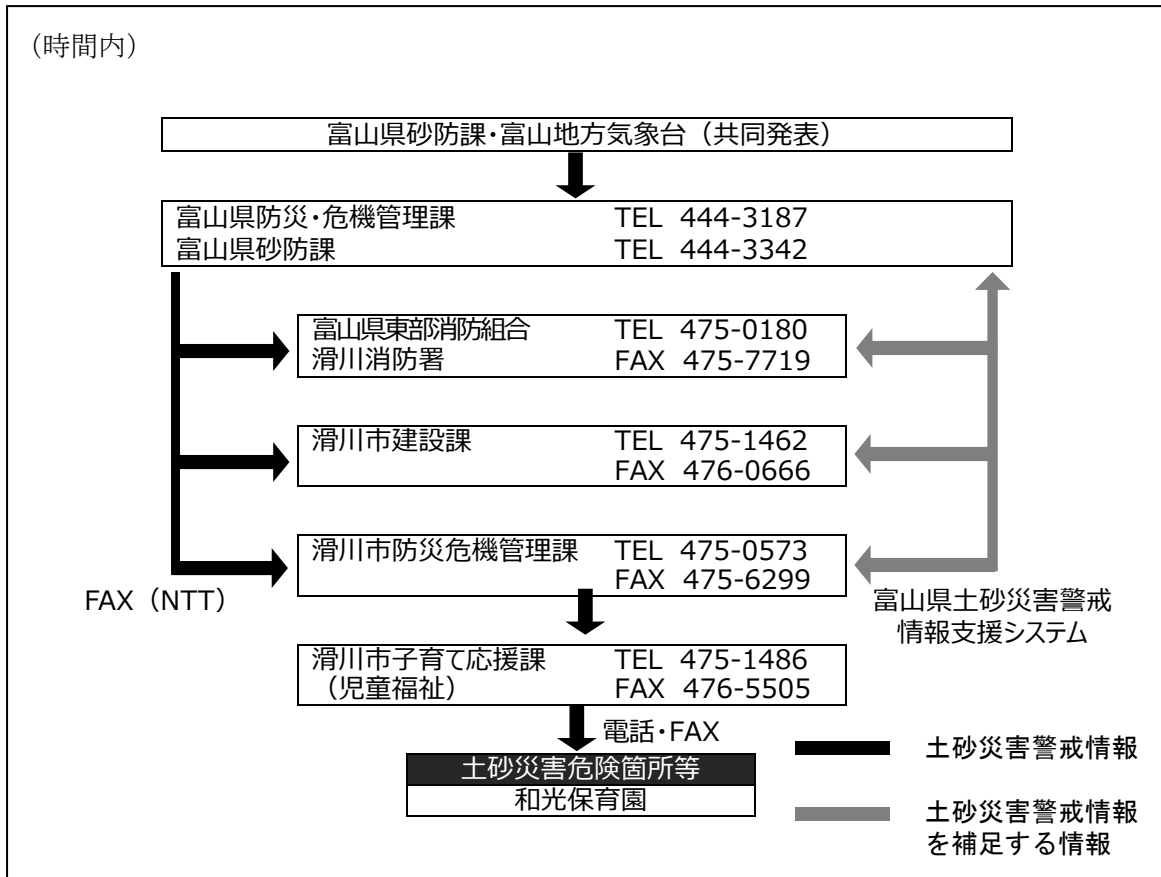 （時間内）
富山県砂防課・富山地方気象台（共同発表）
富山県防災・危機管理課 TEL 444-3187
富山県砂防課 TEL 444-3342
富山県東部消防組合 TEL 475-0180
滑川消防署 FAX 475-7719
滑川市建設課 TEL 475-1462
FAX 476-0666
滑川市防災危機管理課 TEL 475-0573
FAX 475-6299
FAX（NTT）
富山県土砂災害警戒
情報支援システム
滑川市子育て応援課 TEL 475-1486
（児童福祉） FAX 476-5505
電話・FAX
土砂災害危険箇所等
和光保育園
土砂災害警戒情報
土砂災害警戒情報
を補足する情報